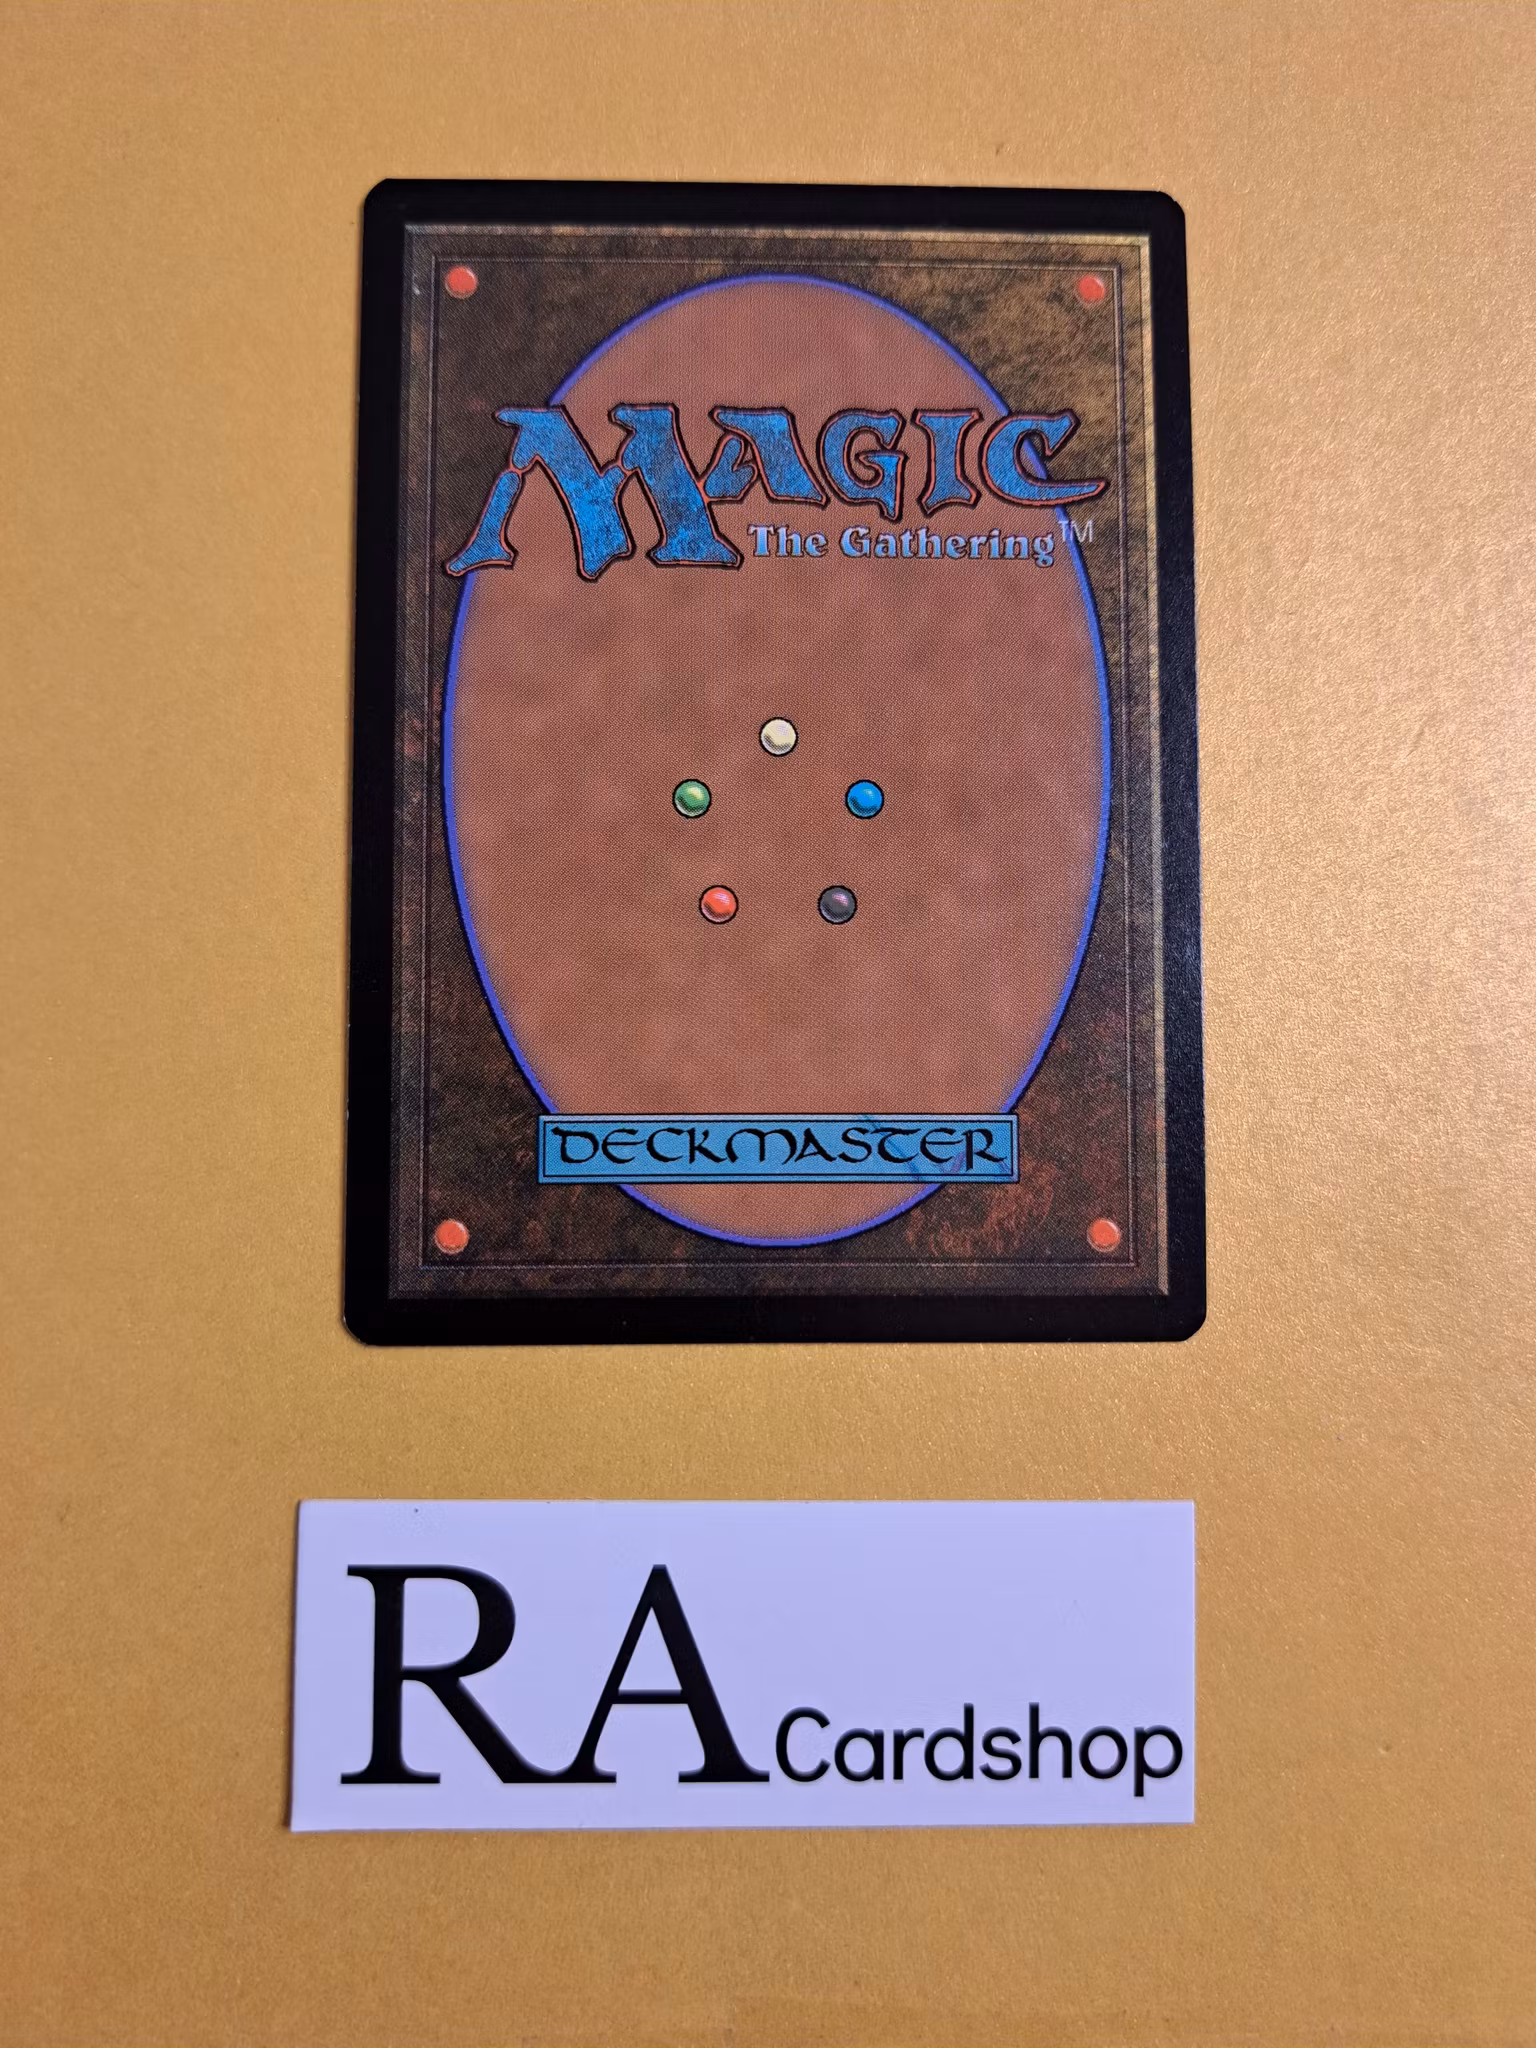 MAGIC
The Gathering™
DECKMASTER
RA Cardshop